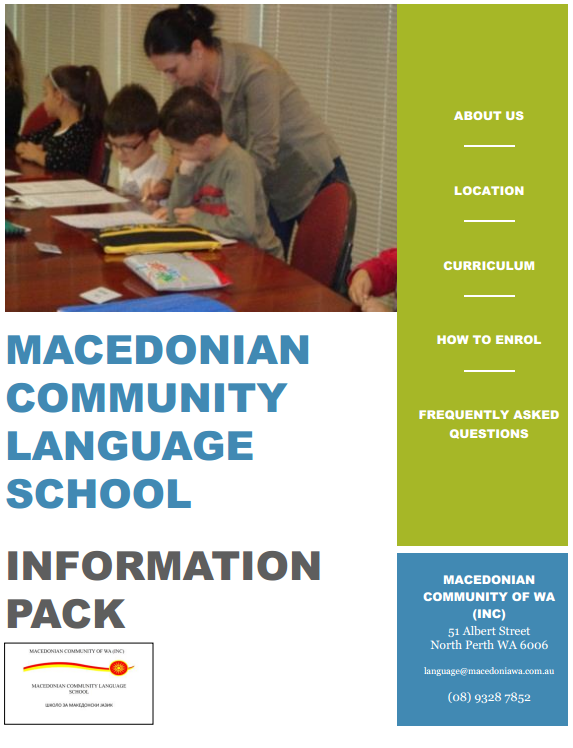 ABOUT US
LOCATION
CURRICULUM
HOW TO ENROL
FREQUENTLY ASKED
QUESTIONS
MACEDONIAN
COMMUNITY
LANGUAGE
SCHOOL
INFORMATION
PACK
MACEDONIAN COMMUNITY OF WA (INC)
MACEDONIAN COMMUNITY LANGUAGE
SCHOOL
ШКОЛО ЗА МАКЕДОНСКИ ЈАЗИК
MACEDONIAN
COMMUNITY OF WA
(INC)
51 Albert Street
North Perth WA 6006
language@macedoniawa.com.au
(08) 9328 7852